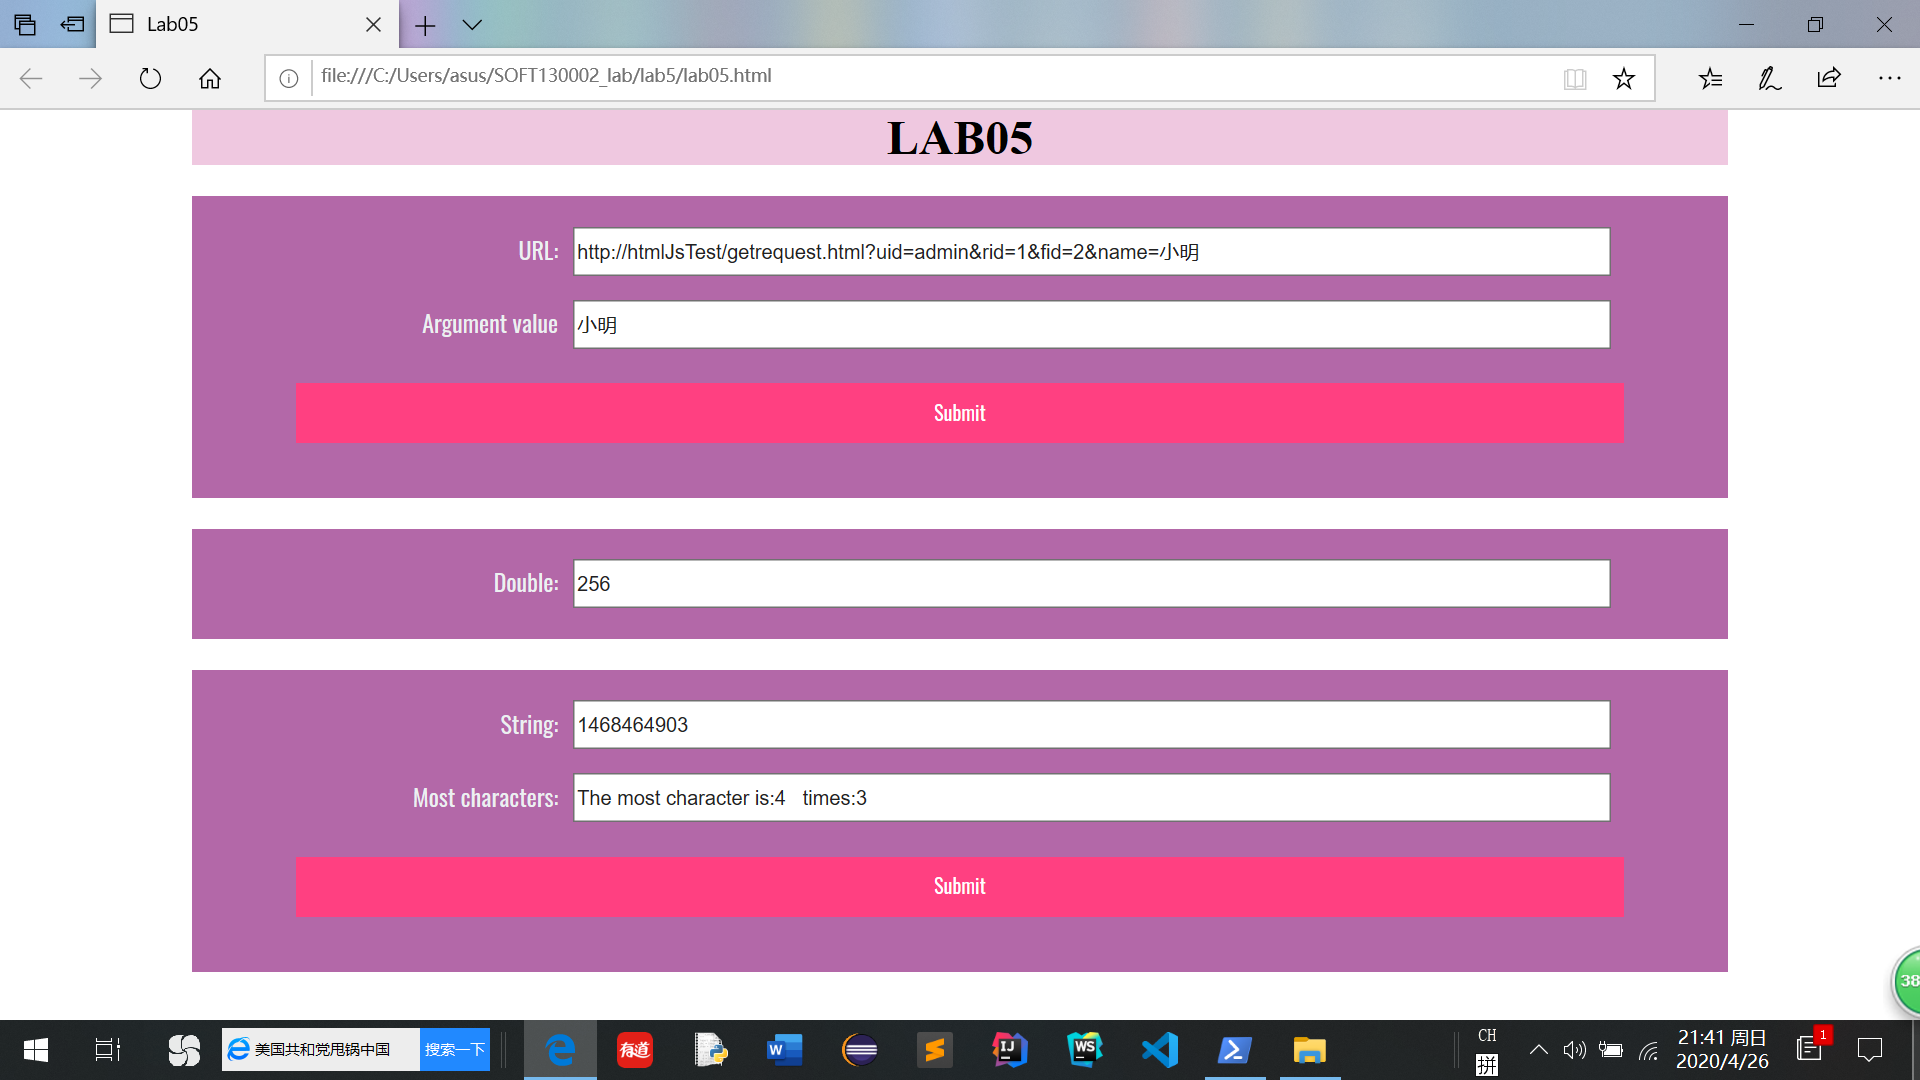 Lab05
file:///C:/Users/asus/SOFT130002_lab/lab5/lab05.html
LAB05
URL:
http://htmlJsTest/getrequest.html?uid=admin&rid=1&fid=2&name=小明
Argument value
小明
Submit
Double:
256
String:
1468464903
Most characters:
The most character is:4   times:3
Submit
38
美国共和党甩锅中国
搜索一下
有道
W
IJ
WS
CH
拼
21:41 周日
2020/4/26
1